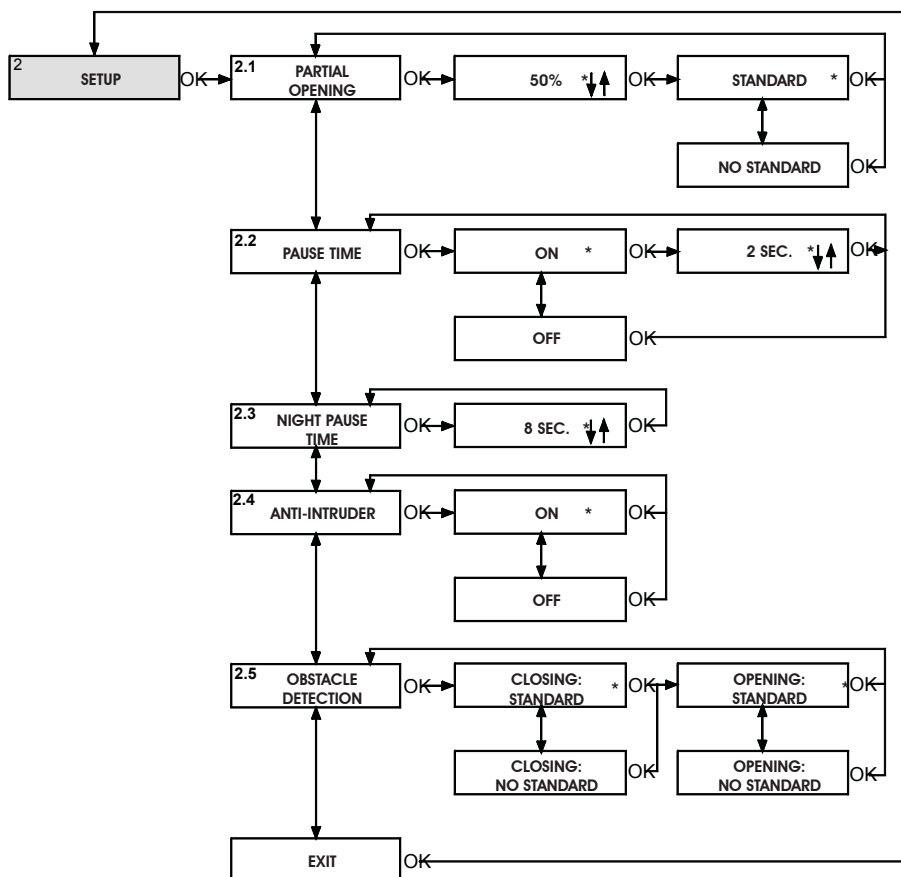 2
SETUP
OK
2.1
PARTIAL
OPENING
OK
50% *
OK
STANDARD *
OK
NO STANDARD
OK
2.2
PAUSE TIME
OK
ON *
OK
2 SEC. *
OK
OFF
OK
2.3
NIGHT PAUSE
TIME
OK
8 SEC. *
OK
2.4
ANTI-INTRUDER
OK
ON *
OK
OFF
OK
2.5
OBSTACLE
DETECTION
OK
CLOSING:
STANDARD *
OK
OPENING:
STANDARD *
OK
CLOSING:
NO STANDARD
OK
OPENING:
NO STANDARD
OK
EXIT
OK